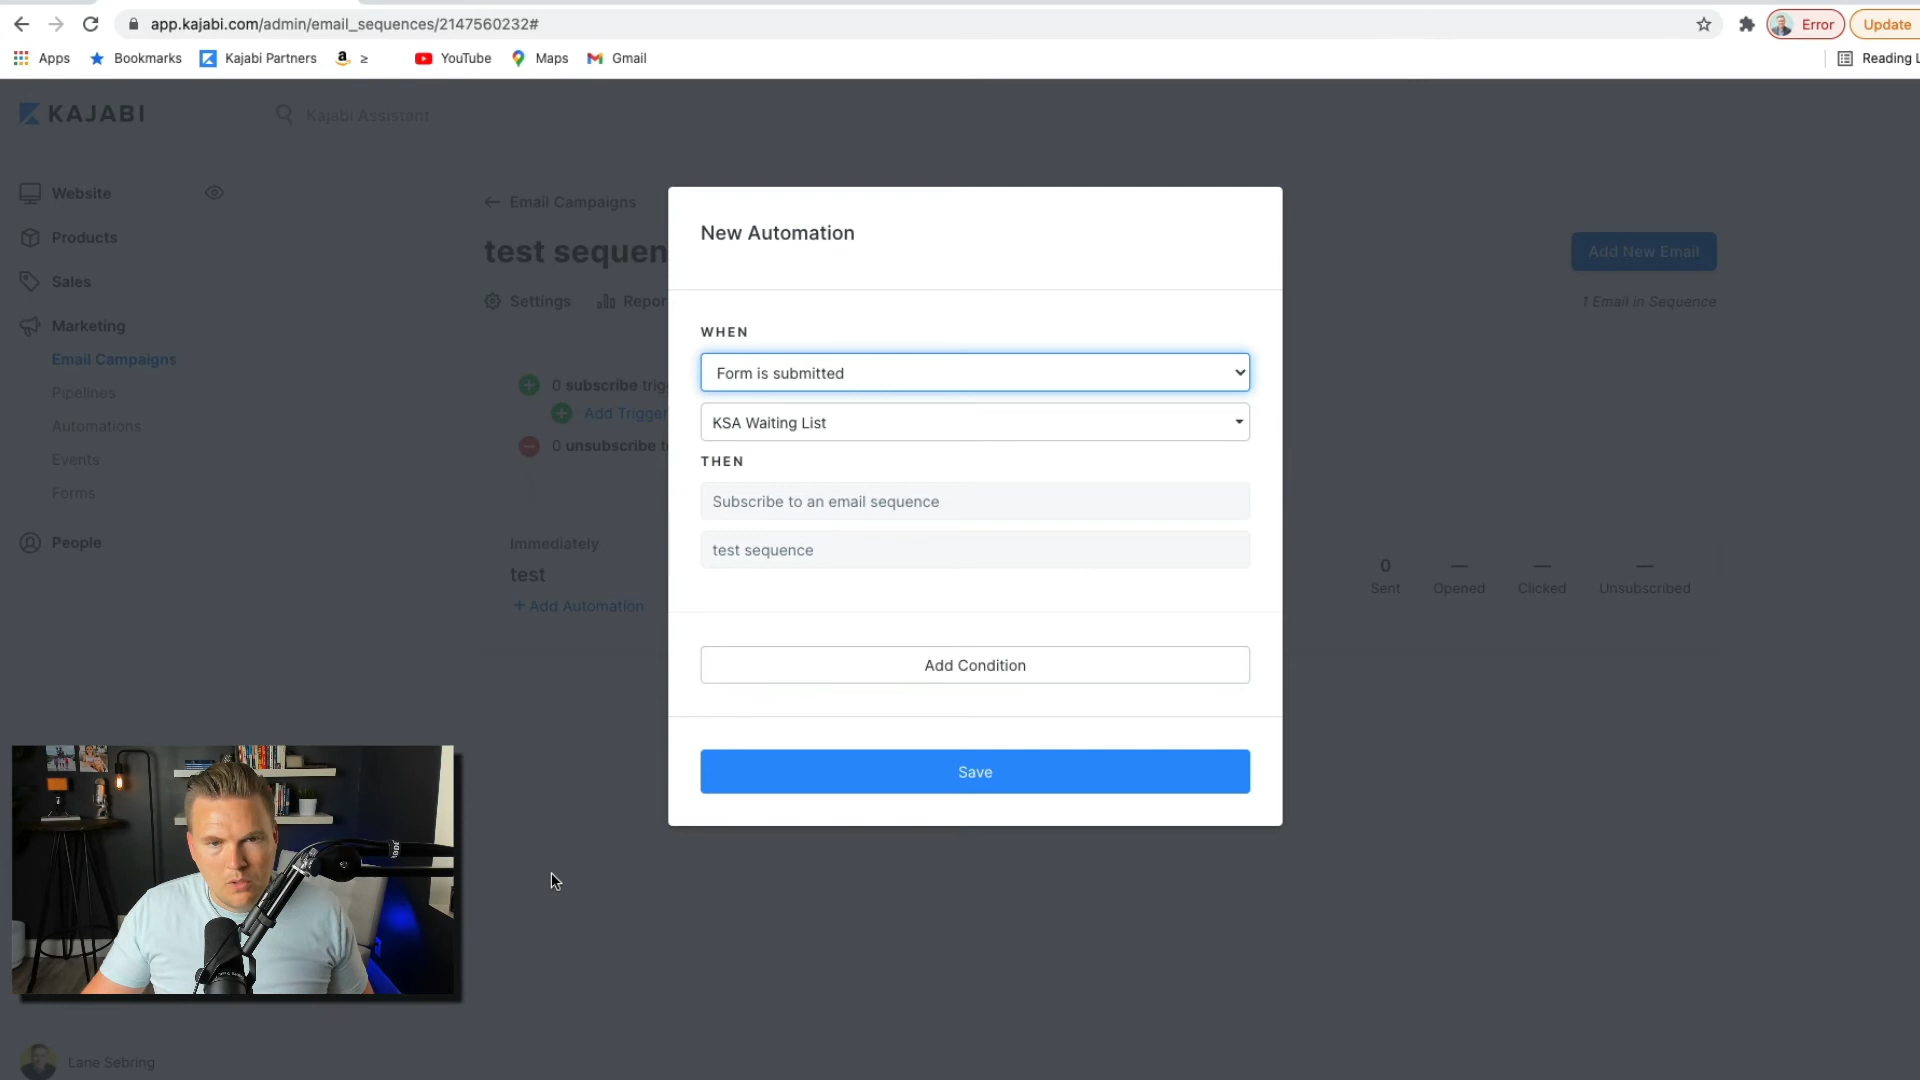 app.kajabi.com/admin/email_sequences/2147560232#
Error
Update
Apps
Bookmarks
Kajabi Partners
a ≥
YouTube
Maps
Gmail
Reading L
KAJABI
Kajabi Assistant
Website
Products
Sales
Marketing
Email Campaigns
Pipelines
Automations
Events
Forms
People
Lane Sebring
Email Campaigns
test sequen
Settings
Repor
Add New Email
1 Email in Sequence
0 subscribe trig
Add Trigger
0 unsubscribe t
Immediately
test
+ Add Automation
0
Sent
—
Opened
—
Clicked
—
Unsubscribed
New Automation
WHEN
Form is submitted
KSA Waiting List
THEN
Subscribe to an email sequence
test sequence
Add Condition
Save